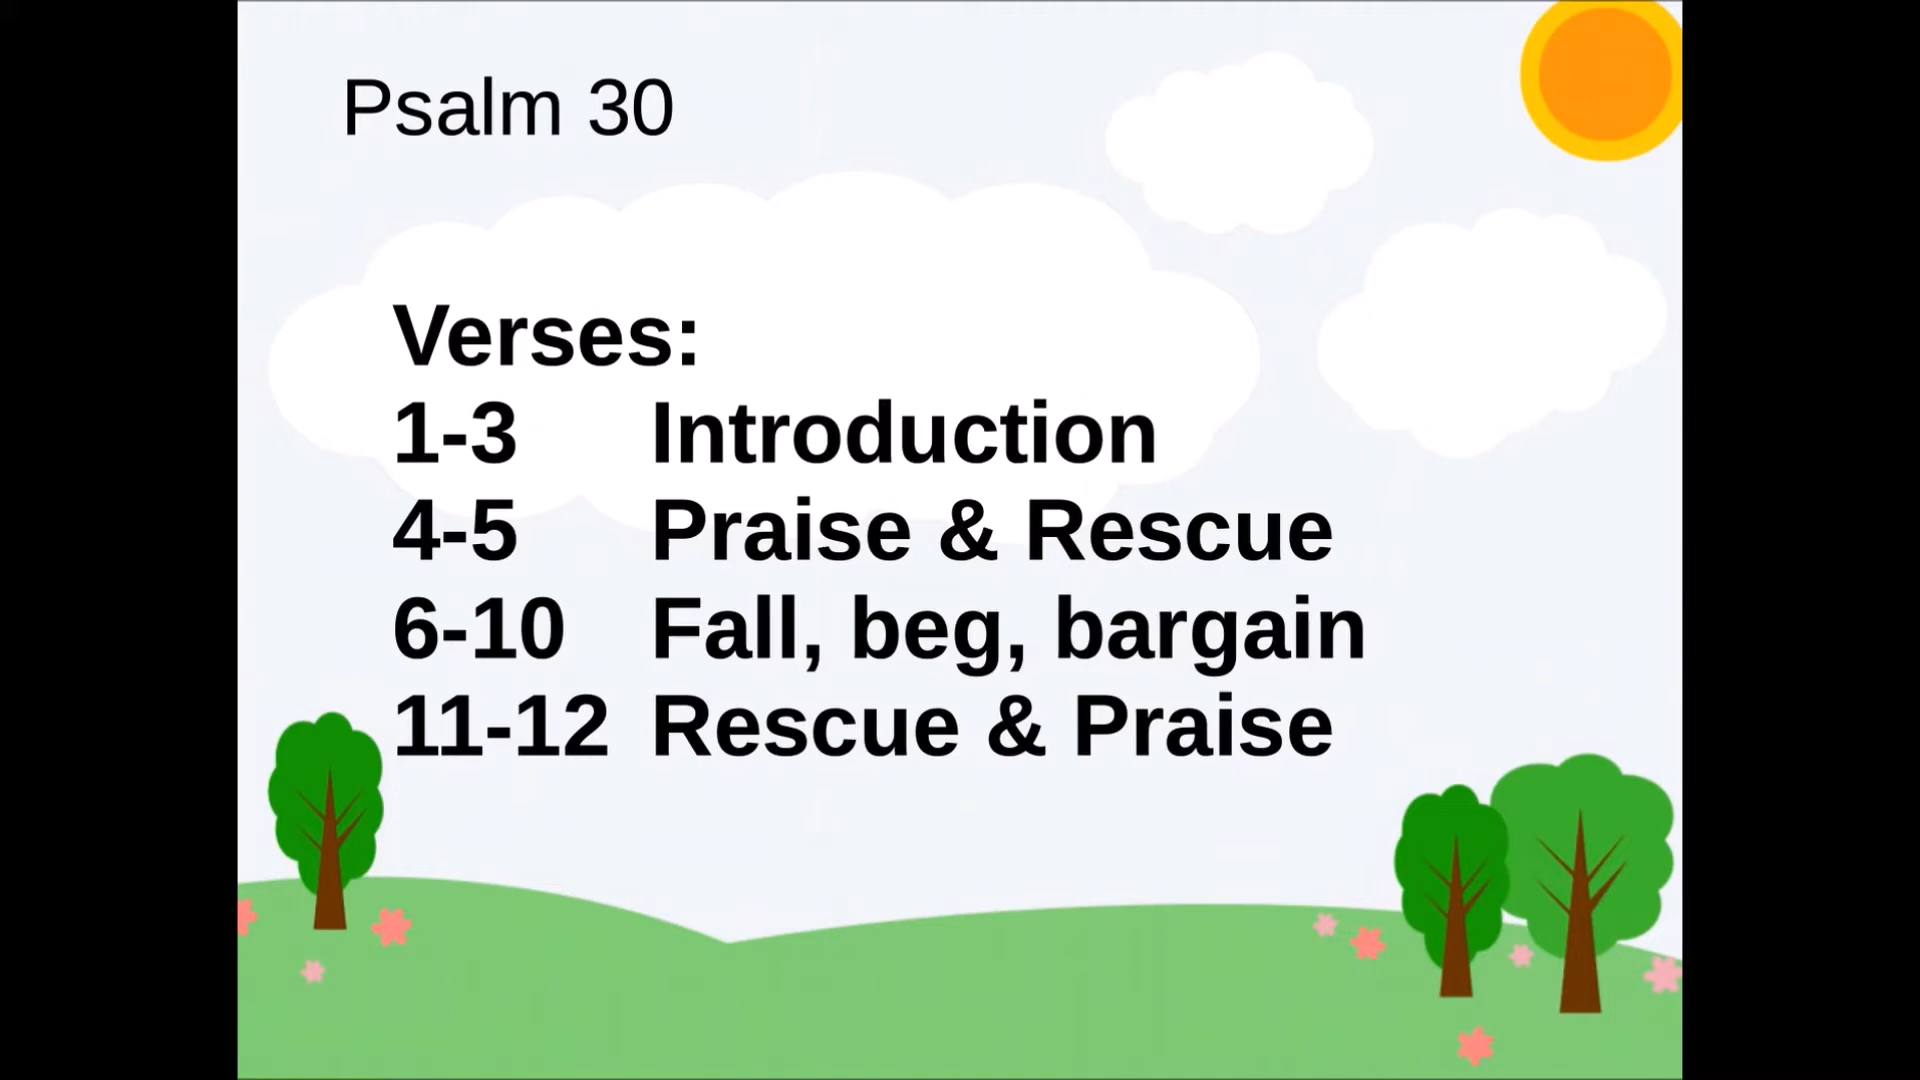 Psalm 30
Verses:
1-3 Introduction
4-5 Praise & Rescue
6-10 Fall, beg, bargain
11-12 Rescue & Praise